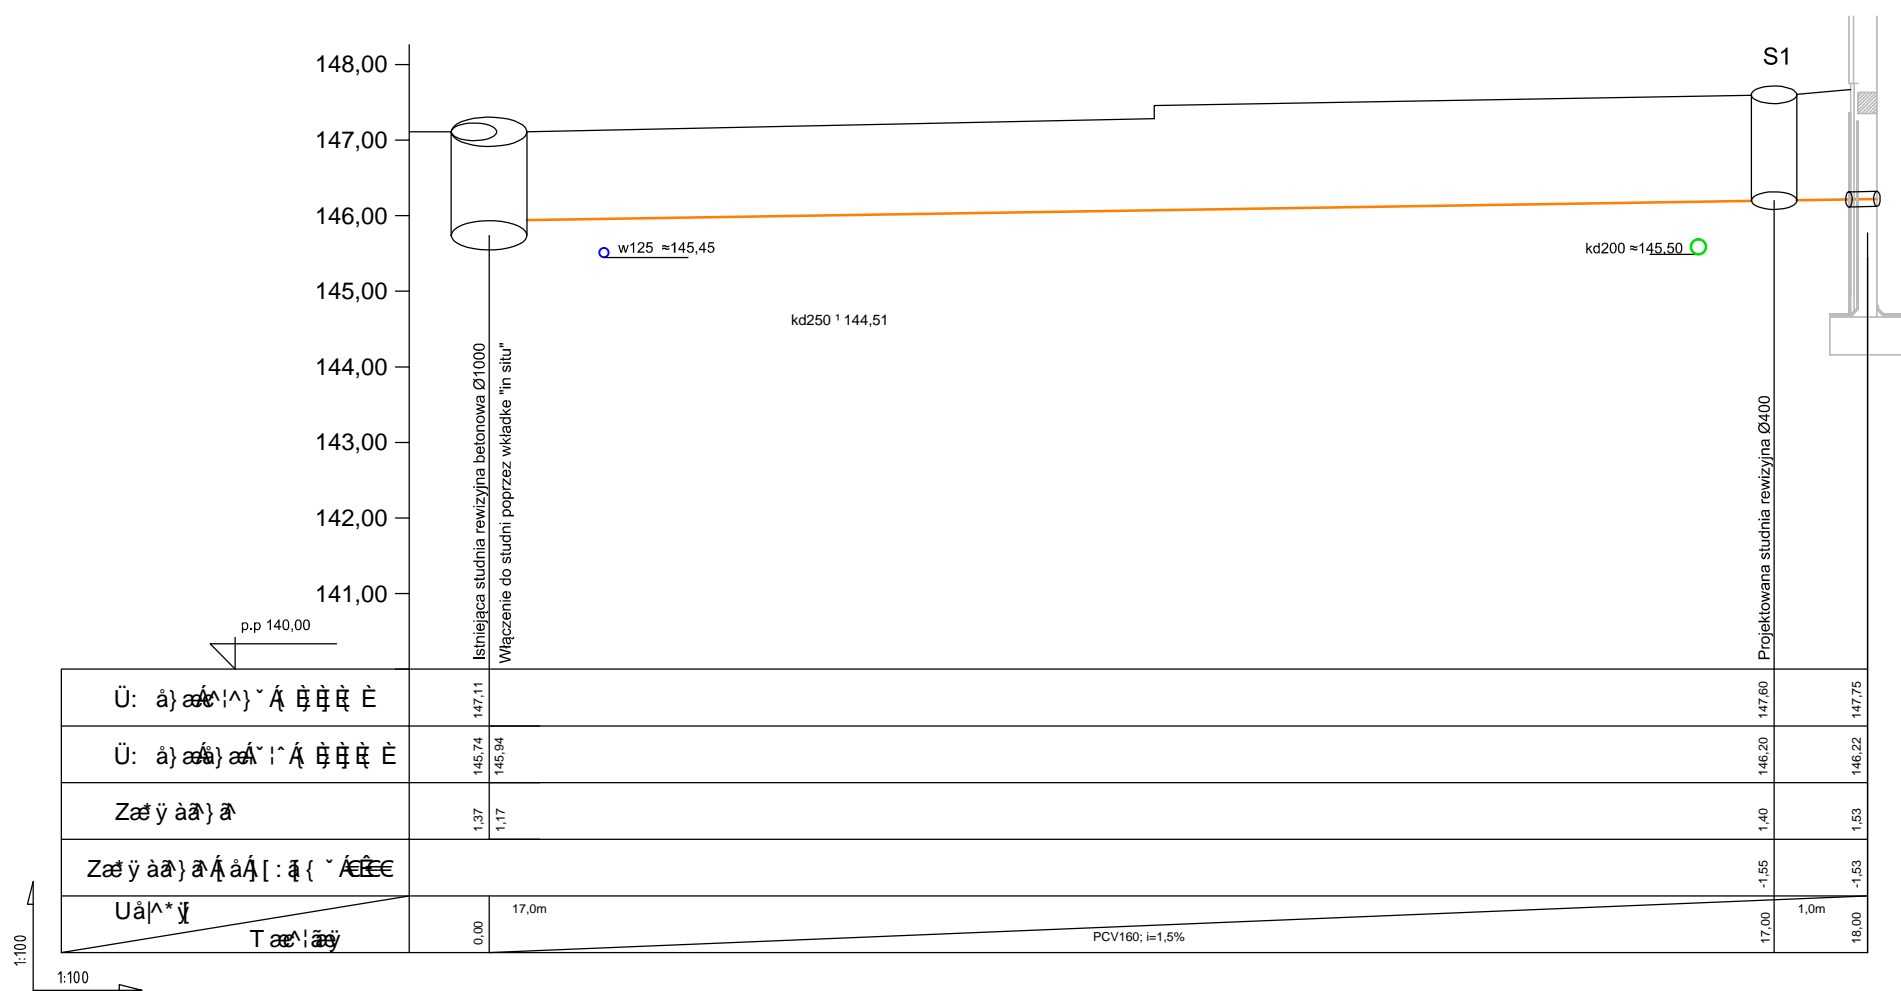 S1
148,00
147,00
146,00
145,00
144,00
143,00
142,00
141,00
w125 ≈145,45
kd200 ≈145,50
kd250 ¹ 144,51
Istniejąca studnia rewizyjna betonowa Ø1000
Włączenie do studni poprzez wkładke "in situ"
Projektowana studnia rewizyjna Ø400
p.p 140,00
147,11
147,60
147,75
145,74
145,94
146,20
146,22
1,37
1,17
1,40
1,53
-1,55
-1,53
0,00
17,0m
PCV160; i=1,5%
17,00
1,0m
18,00
1:100
1:100